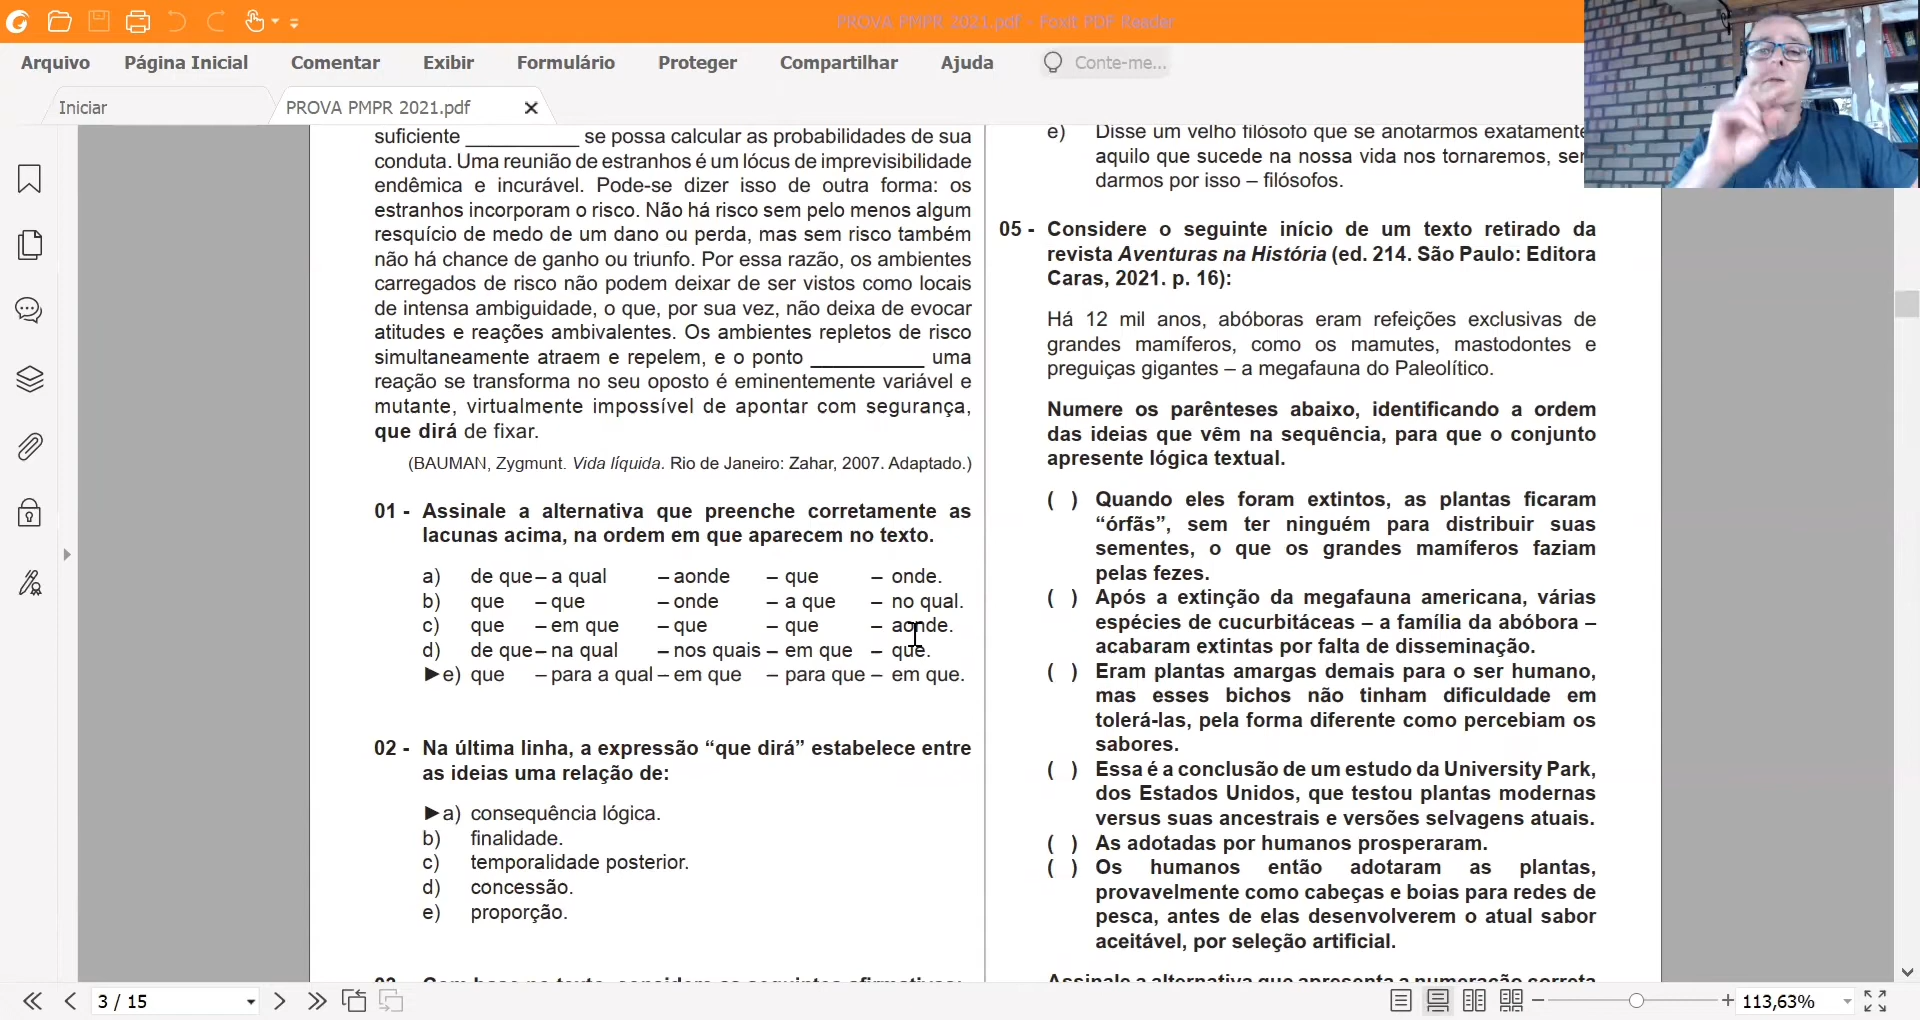 PROVA PMPR 2021.pdf - Foxit PDF Reader
Arquivo Página Inicial Comentar Exibir Formulário Proteger Compartilhar Ajuda Conte-me...
Iniciar PROVA PMPR 2021.pdf
suficiente __________ se possa calcular as probabilidades de sua
conduta. Uma reunião de estranhos é um lócus de imprevisibilidade
endêmica e incurável. Pode-se dizer isso de outra forma: os
estranhos incorporam o risco. Não há risco sem pelo menos algum
resquício de medo de um dano ou perda, mas sem risco também
não há chance de ganho ou triunfo. Por essa razão, os ambientes
carregados de risco não podem deixar de ser vistos como locais
de intensa ambiguidade, o que, por sua vez, não deixa de evocar
atitudes e reações ambivalentes. Os ambientes repletos de risco
simultaneamente atraem e repelem, e o ponto __________ uma
reação se transforma no seu oposto é eminentemente variável e
mutante, virtualmente impossível de apontar com segurança,
que dirá de fixar.
(BAUMAN, Zygmunt. Vida líquida. Rio de Janeiro: Zahar, 2007. Adaptado.)
01 - Assinale a alternativa que preenche corretamente as
lacunas acima, na ordem em que aparecem no texto.
a) de que – a qual – aonde – que – onde.
b) que – que – onde – a que – no qual.
c) que – em que – que – que – aonde.
d) de que – na qual – nos quais – em que – que.
►e) que – para a qual – em que – para que – em que.
02 - Na última linha, a expressão “que dirá” estabelece entre
as ideias uma relação de:
►a) consequência lógica.
b) finalidade.
c) temporalidade posterior.
d) concessão.
e) proporção.
03 - Com base no texto, considere as seguintes afirmativas:
e) Disse um velho filósofo que se anotarmos exatamente
aquilo que sucede na nossa vida nos tornaremos, sem
darmos por isso – filósofos.
05 - Considere o seguinte início de um texto retirado da
revista Aventuras na História (ed. 214. São Paulo: Editora
Caras, 2021. p. 16):
Há 12 mil anos, abóboras eram refeições exclusivas de
grandes mamíferos, como os mamutes, mastodontes e
preguiças gigantes – a megafauna do Paleolítico.
Numere os parênteses abaixo, identificando a ordem
das ideias que vêm na sequência, para que o conjunto
apresente lógica textual.
( ) Quando eles foram extintos, as plantas ficaram
“órfãs”, sem ter ninguém para distribuir suas
sementes, o que os grandes mamíferos faziam
pelas fezes.
( ) Após a extinção da megafauna americana, várias
espécies de cucurbitáceas – a família da abóbora –
acabaram extintas por falta de disseminação.
( ) Eram plantas amargas demais para o ser humano,
mas esses bichos não tinham dificuldade em
tolerá-las, pela forma diferente como percebiam os
sabores.
( ) Essa é a conclusão de um estudo da University Park,
dos Estados Unidos, que testou plantas modernas
versus suas ancestrais e versões selvagens atuais.
( ) As adotadas por humanos prosperaram.
( ) Os humanos então adotaram as plantas,
provavelmente como cabeças e boias para redes de
pesca, antes de elas desenvolverem o atual sabor
aceitável, por seleção artificial.
Assinale a alternativa que apresenta a numeração correta
3 / 15
113,63%